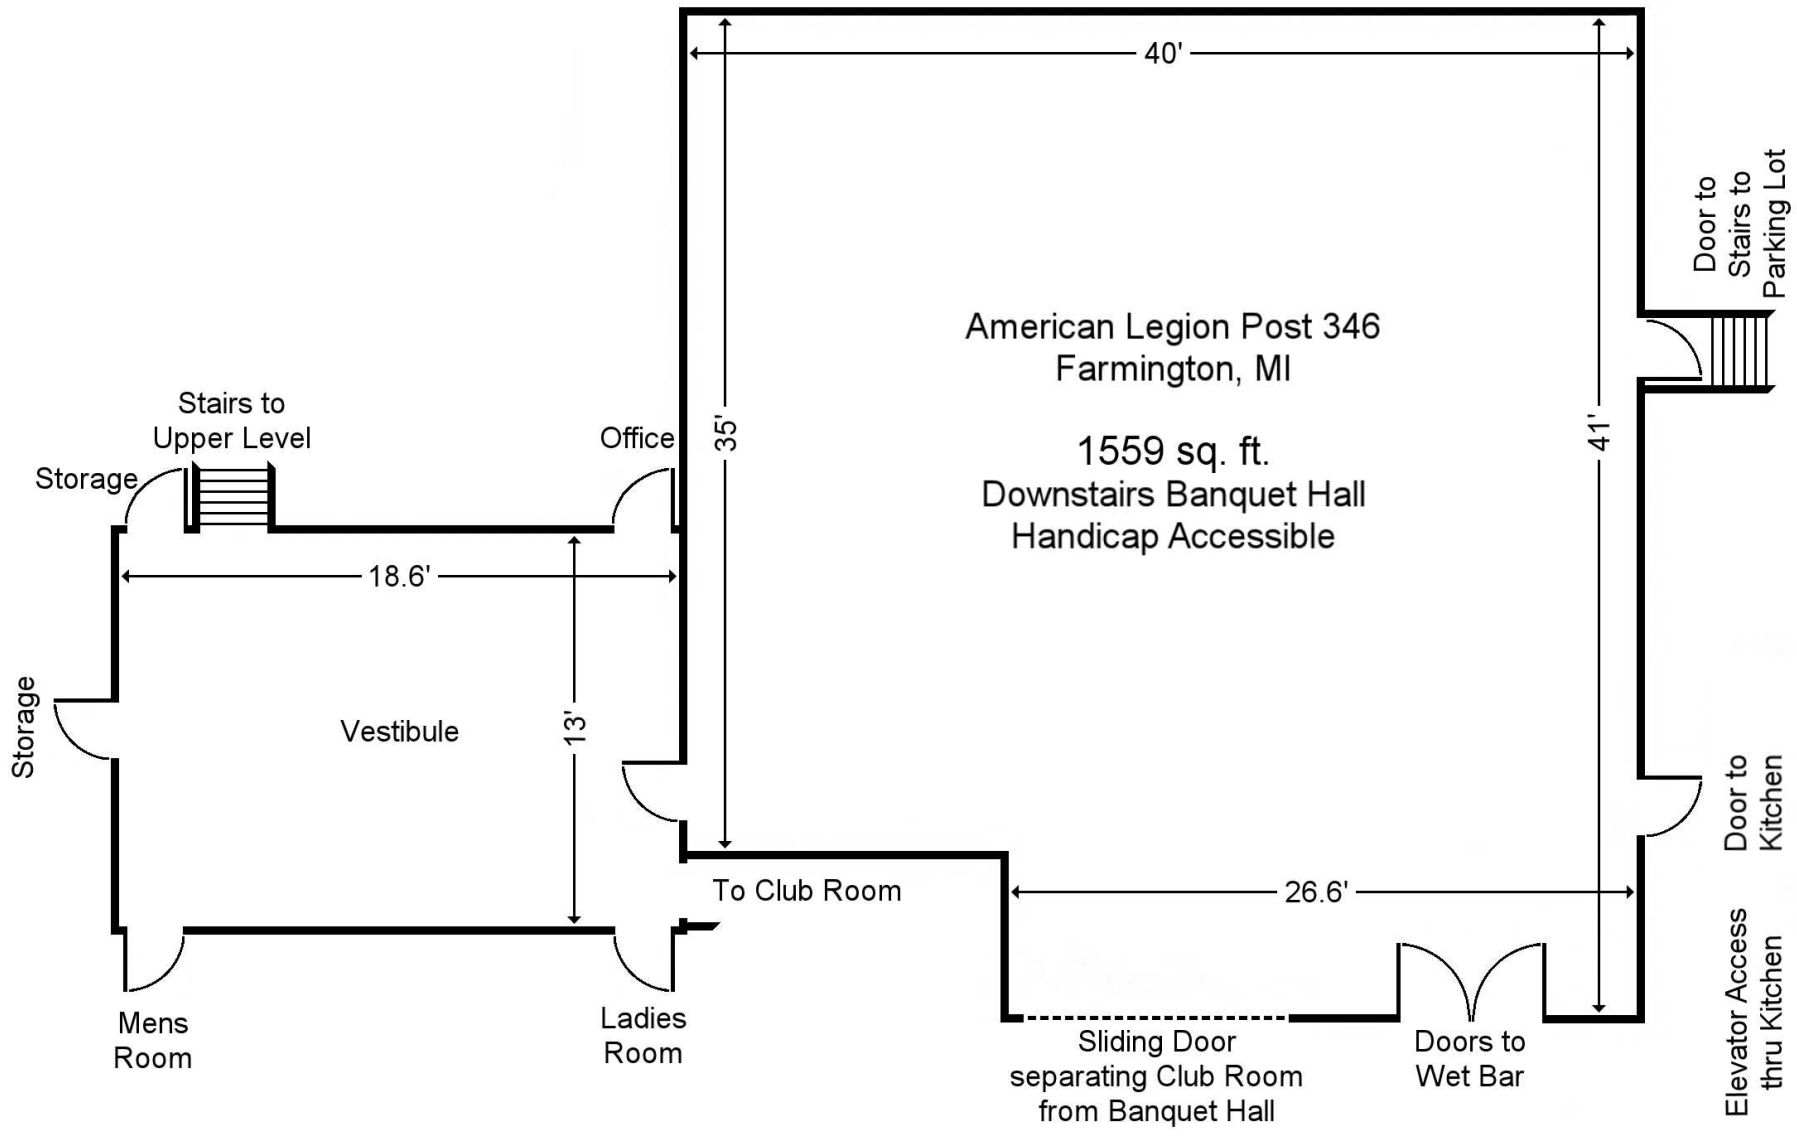 40'
Door to
Stairs to
Parking Lot
American Legion Post 346
Farmington, MI
35'
41'
1559 sq. ft.
Downstairs Banquet Hall
Handicap Accessible
Stairs to
Upper Level
Office
Storage
18.6'
Storage
Vestibule
13'
Door to
Kitchen
To Club Room
26.6'
Elevator Access
thru Kitchen
Mens
Room
Ladies
Room
Sliding Door
separating Club Room
from Banquet Hall
Doors to
Wet Bar